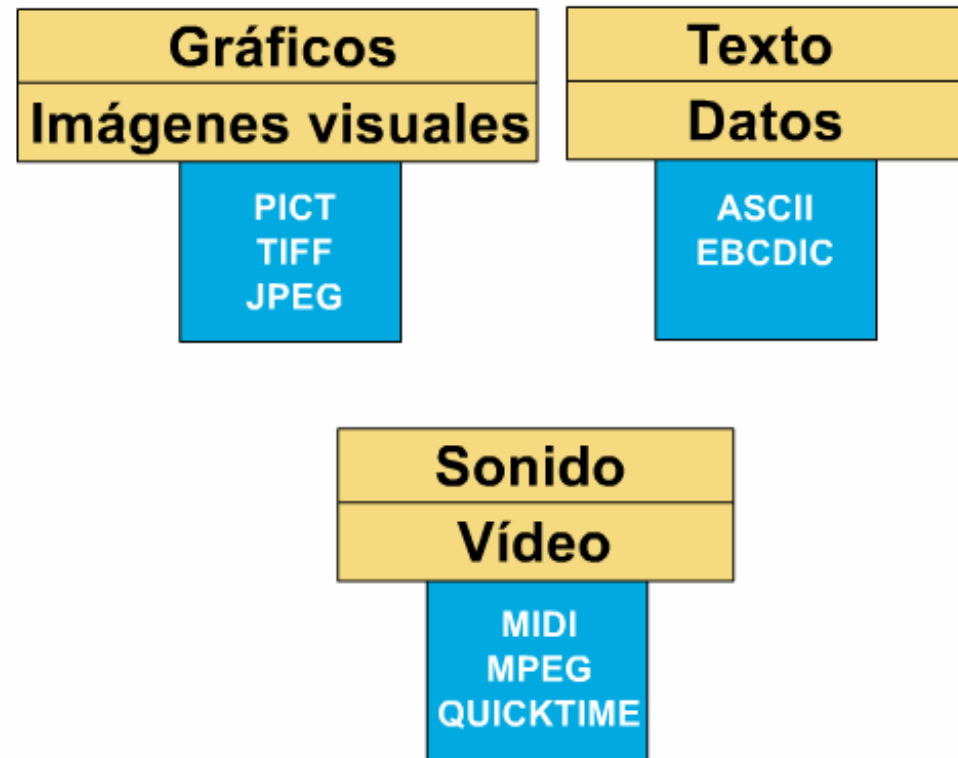 Gráficos
Imágenes visuales
PICT
TIFF
JPEG
Texto
Datos
ASCII
EBCDIC
Sonido
Vídeo
MIDI
MPEG
QUICKTIME